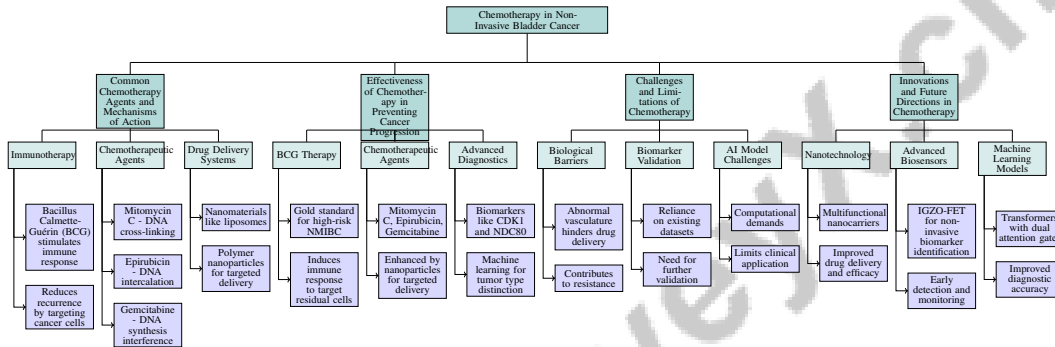 Chemotherapy in Non-
Invasive Bladder Cancer
Common
Chemotherapy
Agents and
Mechanisms
of Action
Effectiveness
of Chemother-
apy in
Preventing
Cancer
Progression
Challenges
and Limi-
tations of
Chemotherapy
Innovations
and Future
Directions in
Chemotherapy
Immunotherapy
Chemotherapeutic
Agents
Drug Delivery
Systems
BCG Therapy
Chemotherapeutic
Agents
Advanced
Diagnostics
Biological
Barriers
Biomarker
Validation
AI Model
Challenges
Nanotechnology
Advanced
Biosensors
Machine
Learning
Models
Bacillus
Calmette-
Guérin (BCG)
stimulates
immune
response
Reduces
recurrence
by targeting
cancer cells
Mitomycin
C - DNA
cross-linking
Epirubicin -
DNA
intercalation
Gemcitabine
- DNA
synthesis
interference
Nanomaterials
like liposomes
Polymer
nanoparticles
for targeted
delivery
Gold standard
for high-risk
NMIBC
Induces
immune
response
to target
residual cells
Mitomycin
C, Epirubicin,
Gemcitabine
Enhanced by
nanoparticles
for targeted
delivery
Biomarkers
like CDK1
and NDC80
Machine
learning for
tumor type
distinction
Abnormal
vasculature
hinders drug
delivery
Contributes
to resistance
Reliance
on existing
datasets
Need for
further
validation
Computational
demands
Limits clinical
application
Multifunctional
nanocarriers
Improved
drug delivery
and efficacy
IGZO-FET
for non-
invasive
biomarker
identification
Early
detection and
monitoring
Transformers
with dual
attention gates
Improved
diagnostic
accuracy